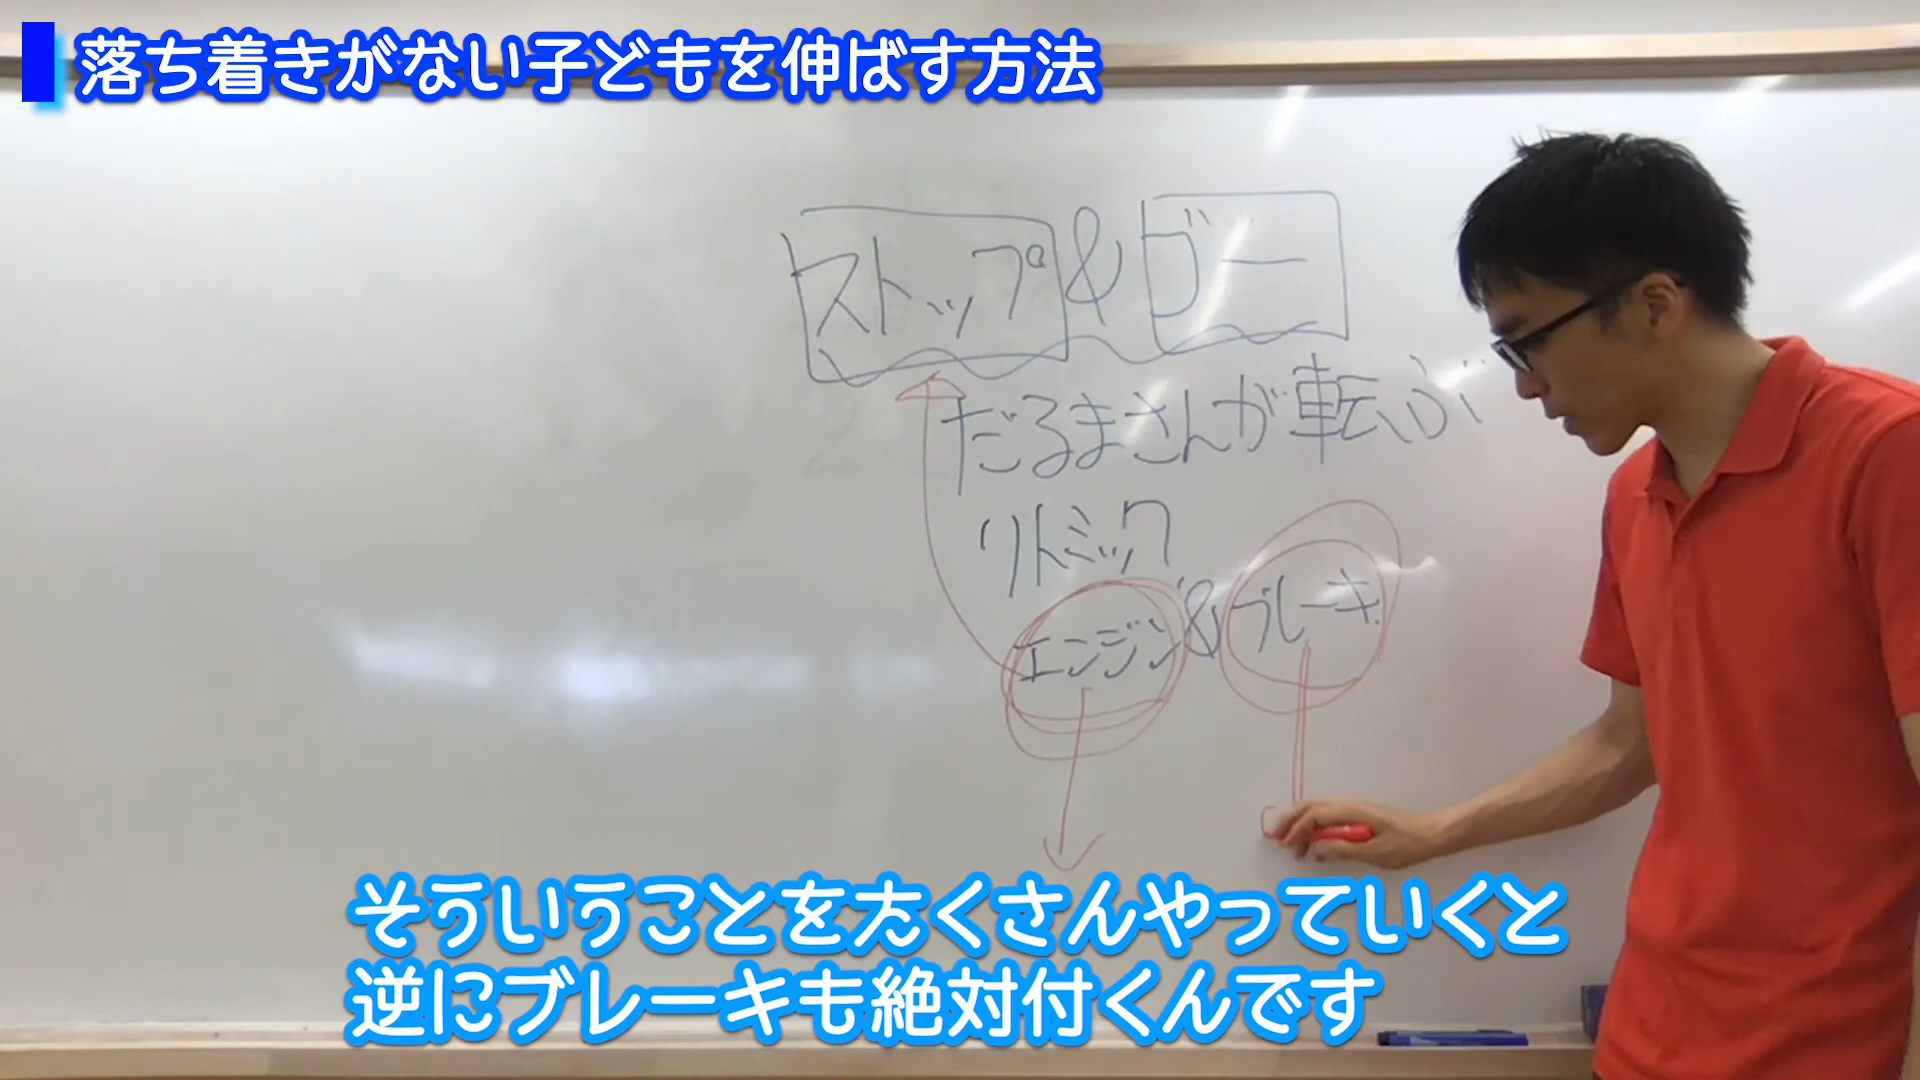 落ち着きがない子どもを伸ばす方法
ストップ&ゴー
だるまさんが転ぶ
リトミック
エンジン&ブレーキ
そういうことをたくさんやっていくと
逆にブレーキも絶対付くんです